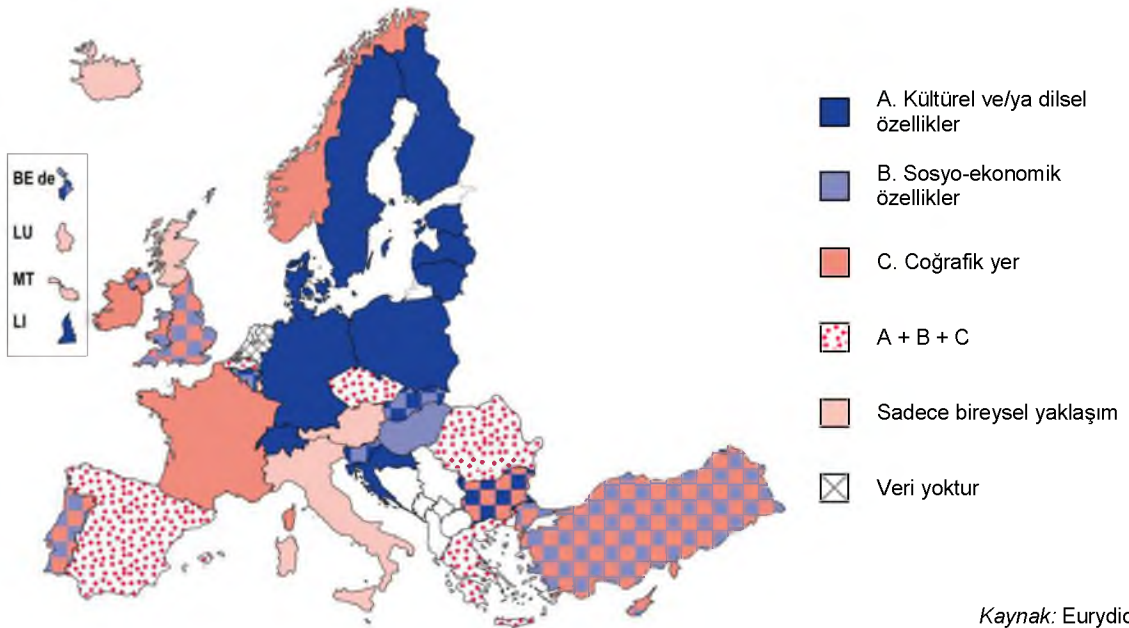 BE de
LU
MT
LI
A. Kültürel ve/ya dilsel
özellikler
B. Sosyo-ekonomik
özellikler
C. Coğrafik yer
A + B + C
Sadece bireysel yaklaşım
Veri yoktur
Kaynak: Eurydic